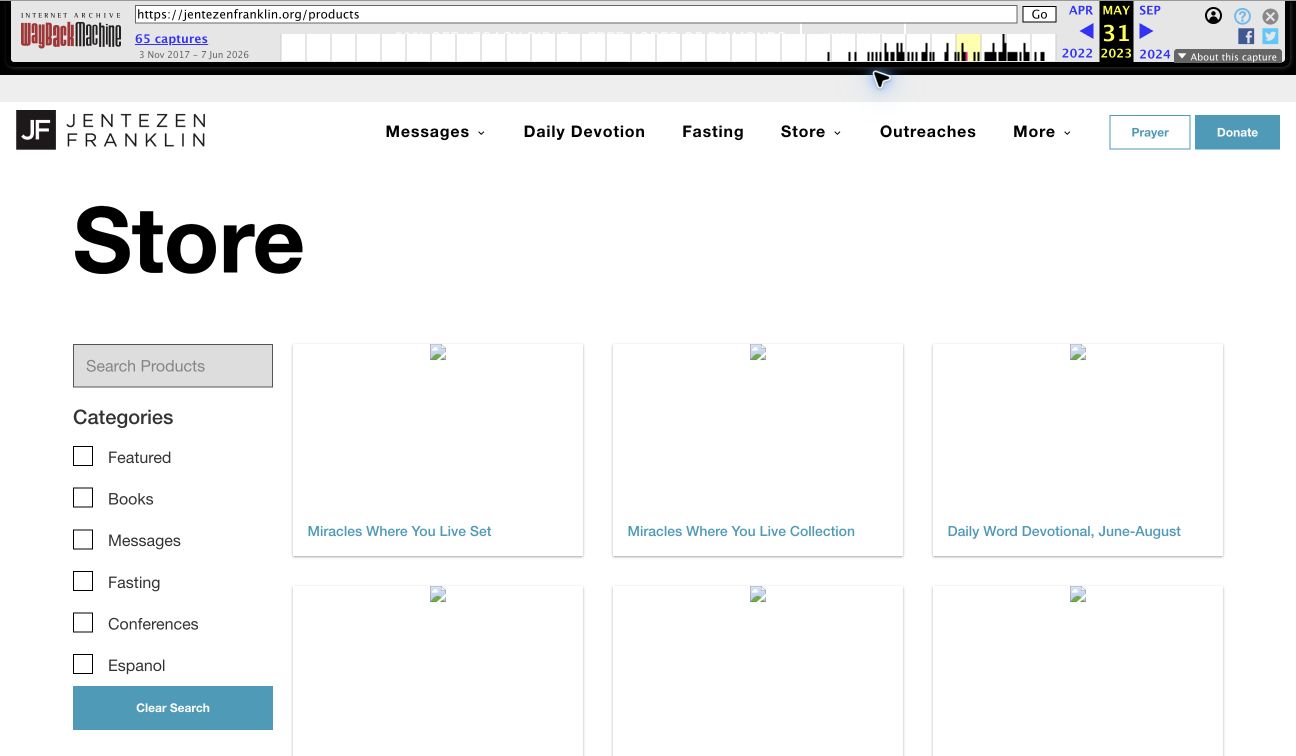 INTERNET ARCHIVE
WayBackMachine
https://jentezenfranklin.org/products
Go
65 captures
3 Nov 2017 – 7 Jun 2026
APR MAY SEP
31
2022 2023 2024
About this capture
JF JENTEZEN FRANKLIN
Messages Daily Devotion Fasting Store Outreaches More Prayer Donate
Store
Search Products
Categories
Featured
Books
Messages
Fasting
Conferences
Espanol
Clear Search
Miracles Where You Live Set
Miracles Where You Live Collection
Daily Word Devotional, June-August